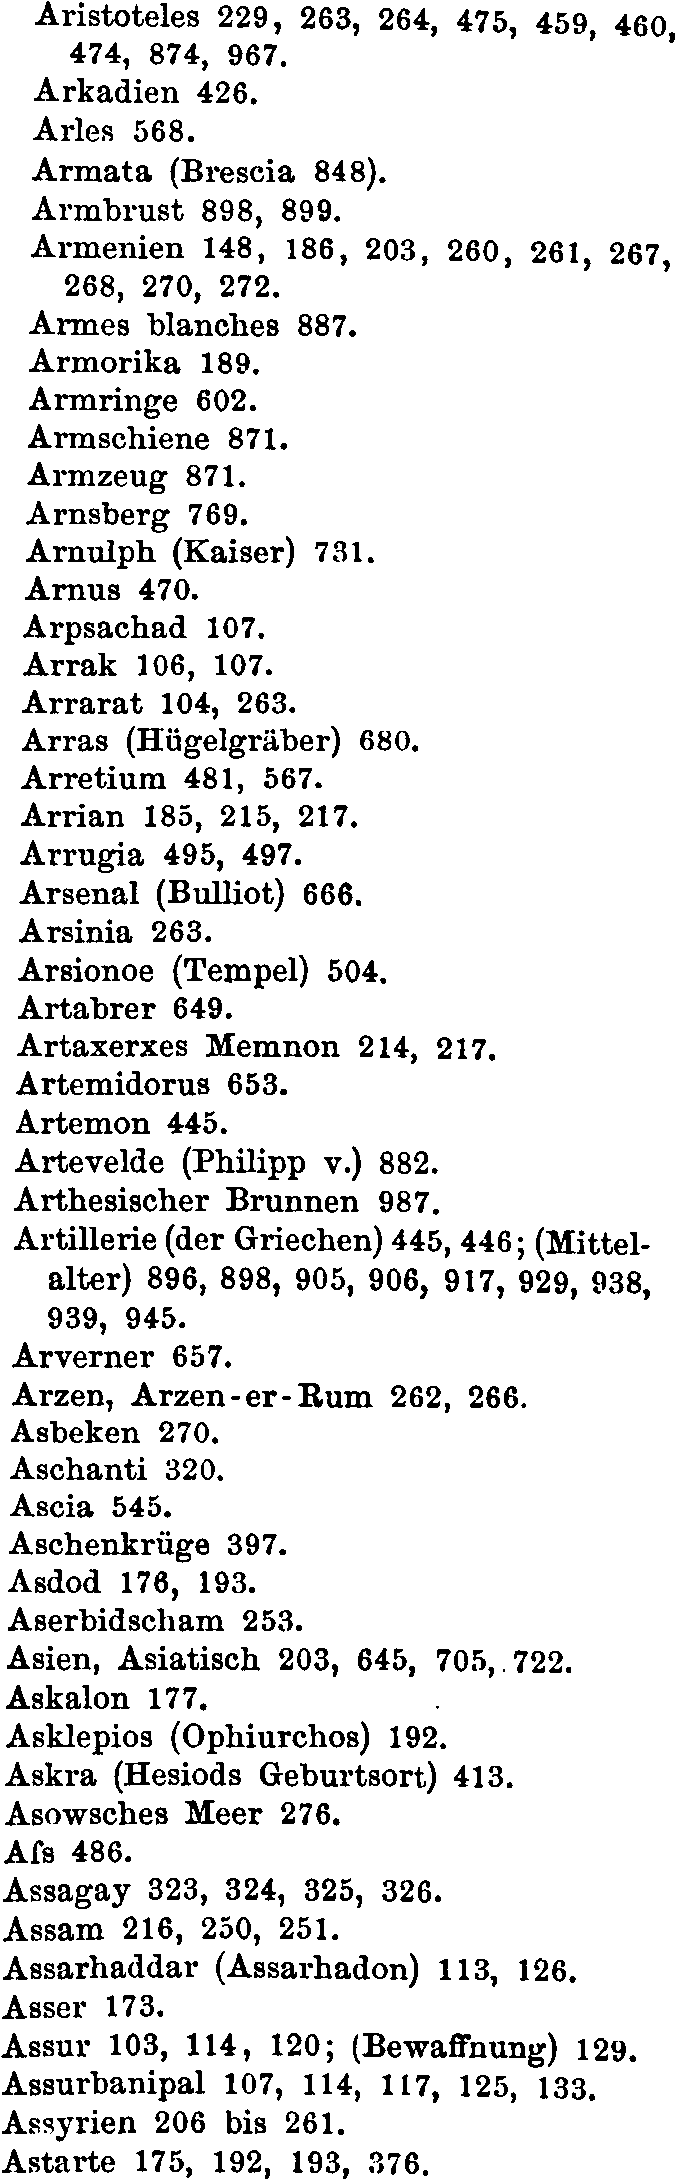 Aristoteles 229, 263, 264, 475, 459, 460,
474, 874, 967.
Arkadien 426.
Arles 568.
Armata (Brescia 848).
Armbrust 898, 899.
Armenien 148, 186, 203, 260, 261, 267,
268, 270, 272.
Armes blanches 887.
Armorika 189.
Armringe 602.
Armschiene 871.
Armzeug 871.
Arnsberg 769.
Arnulph (Kaiser) 731.
Arnus 470.
Arpsachad 107.
Arrak 106, 107.
Arrarat 104, 263.
Arras (Hügelgräber) 680.
Arretium 481, 567.
Arrian 185, 215, 217.
Arrugia 495, 497.
Arsenal (Bulliot) 666.
Arsinia 263.
Arsionoe (Tempel) 504.
Artabrer 649.
Artaxerxes Memnon 214, 217.
Artemidorus 653.
Artemon 445.
Artevelde (Philipp v.) 882.
Arthesischer Brunnen 987.
Artillerie (der Griechen) 445, 446; (Mittel-
alter) 896, 898, 905, 906, 917, 929, 938,
939, 945.
Arverner 657.
Arzen, Arzen-er-Rum 262, 266.
Asbeken 270.
Aschanti 320.
Ascia 545.
Aschenkrüge 397.
Asdod 176, 193.
Aserbidscham 253.
Asien, Asiatisch 203, 645, 705, 722.
Askalon 177.
Asklepios (Ophiurchos) 192.
Askra (Hesiods Geburtsort) 413.
Asowsches Meer 276.
Aſs 486.
Assagay 323, 324, 325, 326.
Assam 216, 250, 251.
Assarhaddar (Assarhadon) 113, 126.
Asser 173.
Assur 103, 114, 120; (Bewaffnung) 129.
Assurbanipal 107, 114, 117, 125, 133.
Assyrien 206 bis 261.
Astarte 175, 192, 193, 376.